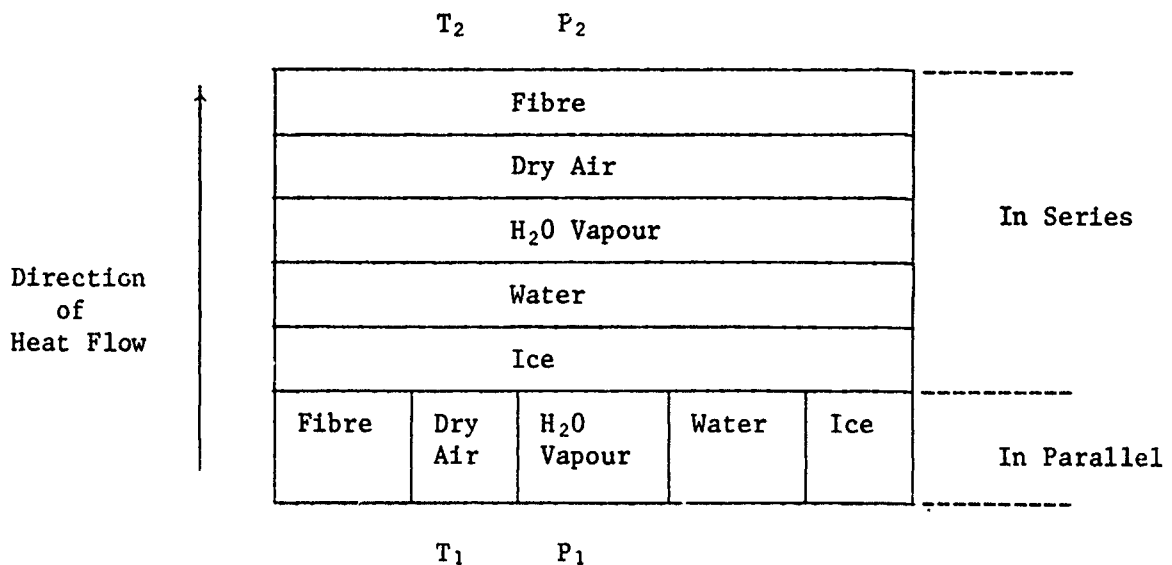 T₂ P₂
Fibre
Dry Air
H₂O Vapour
Water
Ice
In Series
Direction
of
Heat Flow
Fibre
Dry
Air
H₂O
Vapour
Water
Ice
In Parallel
T₁ P₁